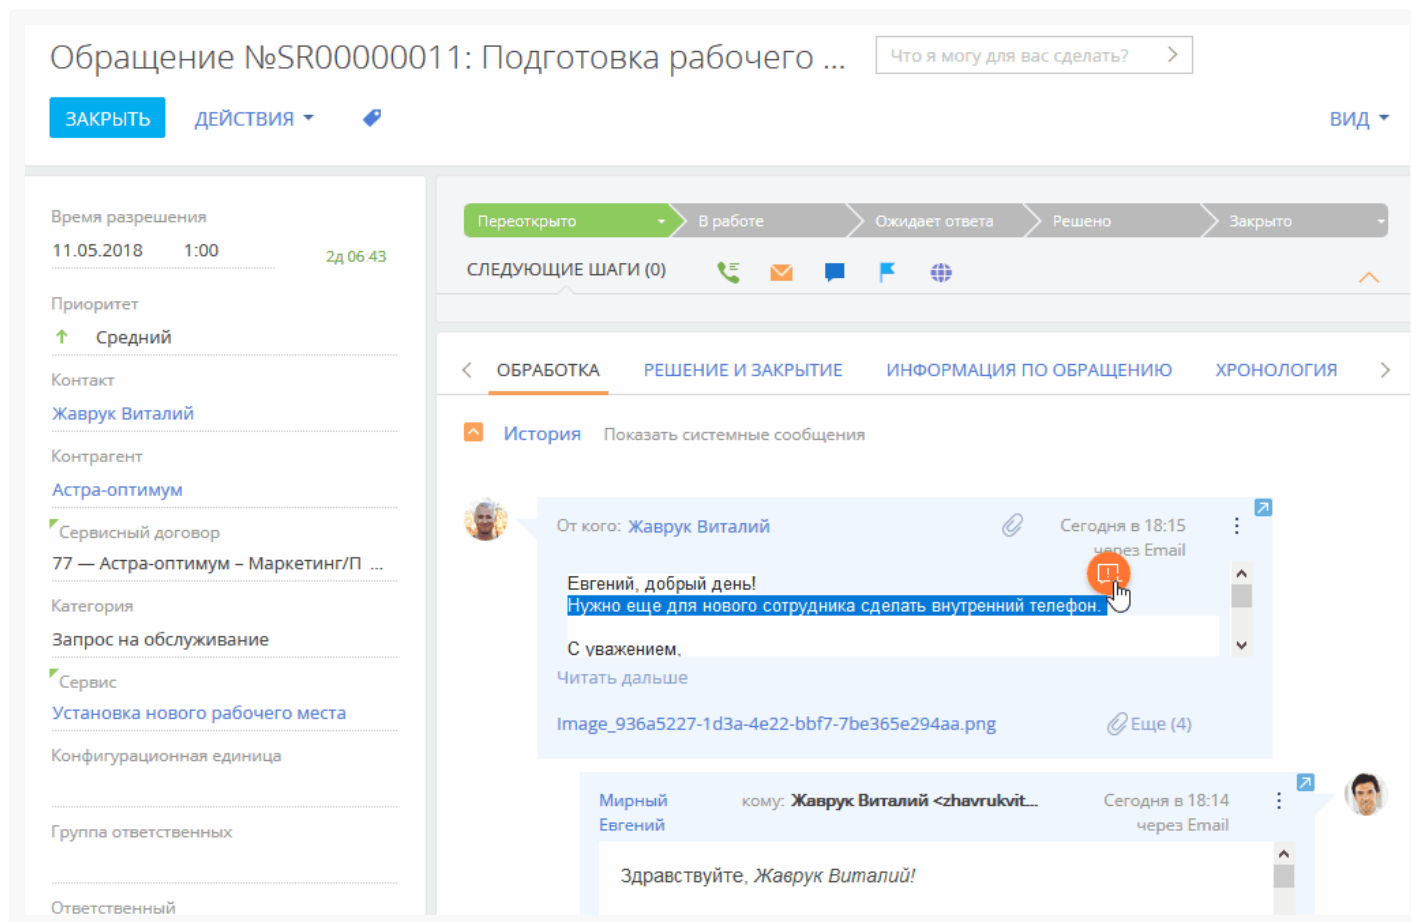 Обращение №SR00000011: Подготовка рабочего ...
Что я могу для вас сделать?
ЗАКРЫТЬ
ДЕЙСТВИЯ
ВИД
Время разрешения
11.05.2018 1:00
2д 06:43
Приоритет
Средний
Контакт
Жаврук Виталий
Контрагент
Астра-оптимум
Сервисный договор
77 — Астра-оптимум – Маркетинг/П ...
Категория
Запрос на обслуживание
Сервис
Установка нового рабочего места
Конфигурационная единица
Группа ответственных
Ответственный
Переоткрыто
В работе
Ожидает ответа
Решено
Закрыто
СЛЕДУЮЩИЕ ШАГИ (0)
ОБРАБОТКА
РЕШЕНИЕ И ЗАКРЫТИЕ
ИНФОРМАЦИЯ ПО ОБРАЩЕНИЮ
ХРОНОЛОГИЯ
История
Показать системные сообщения
От кого: Жаврук Виталий
Сегодня в 18:15
через Email
Евгений, добрый день!
Нужно еще для нового сотрудника сделать внутренний телефон.
С уважением,
Читать дальше
Image_936a5227-1d3a-4e22-bbf7-7be365e294aa.png
Еще (4)
Мирный
Евгений
кому: Жаврук Виталий <zhavrukvit...
Сегодня в 18:14
через Email
Здравствуйте, Жаврук Виталий!